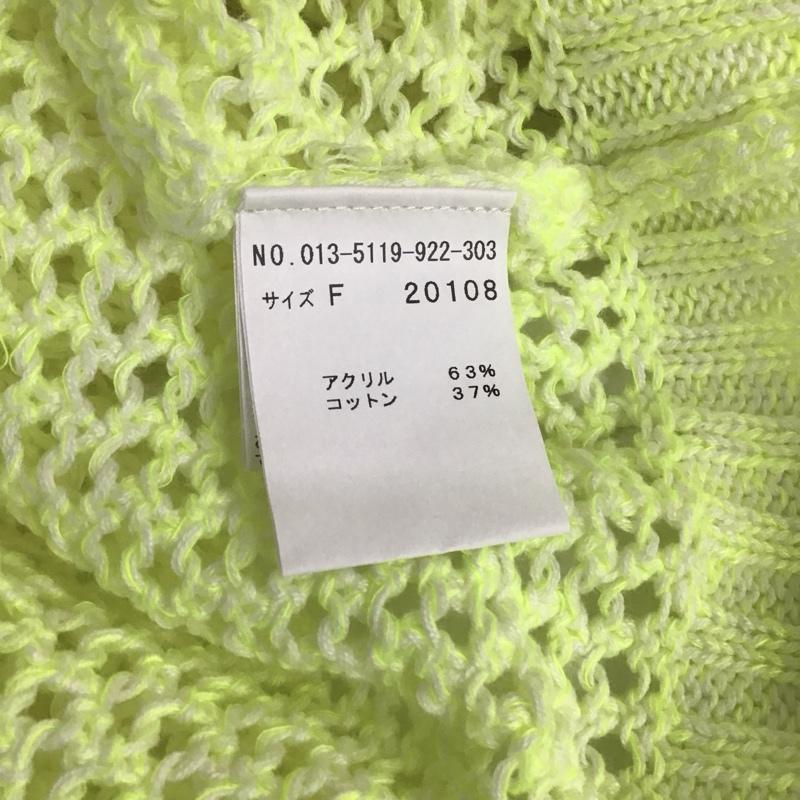 NO.013-5119-922-303
サイズ F 20108
アクリル 63%
コットン 37%